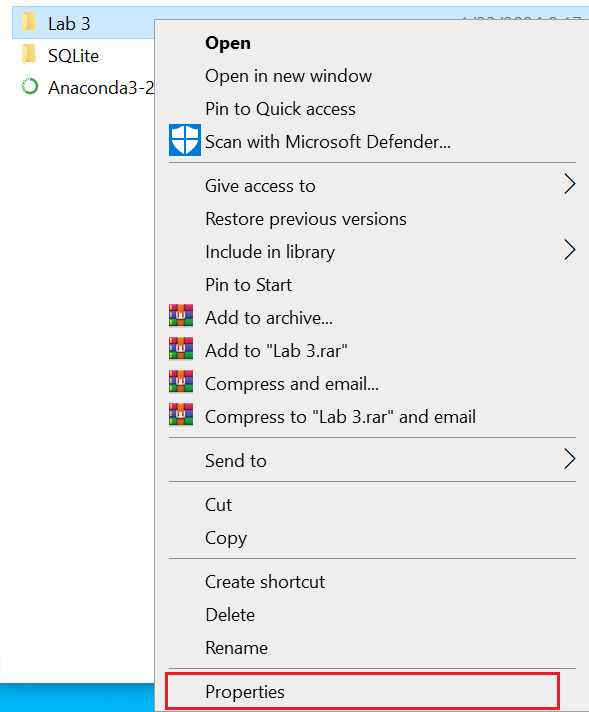 Lab 3
SQLite
Anaconda3-2
Open
Open in new window
Pin to Quick access
Scan with Microsoft Defender...
Give access to
Restore previous versions
Include in library
Pin to Start
Add to archive...
Add to "Lab 3.rar"
Compress and email...
Compress to "Lab 3.rar" and email
Send to
Cut
Copy
Create shortcut
Delete
Rename
Properties